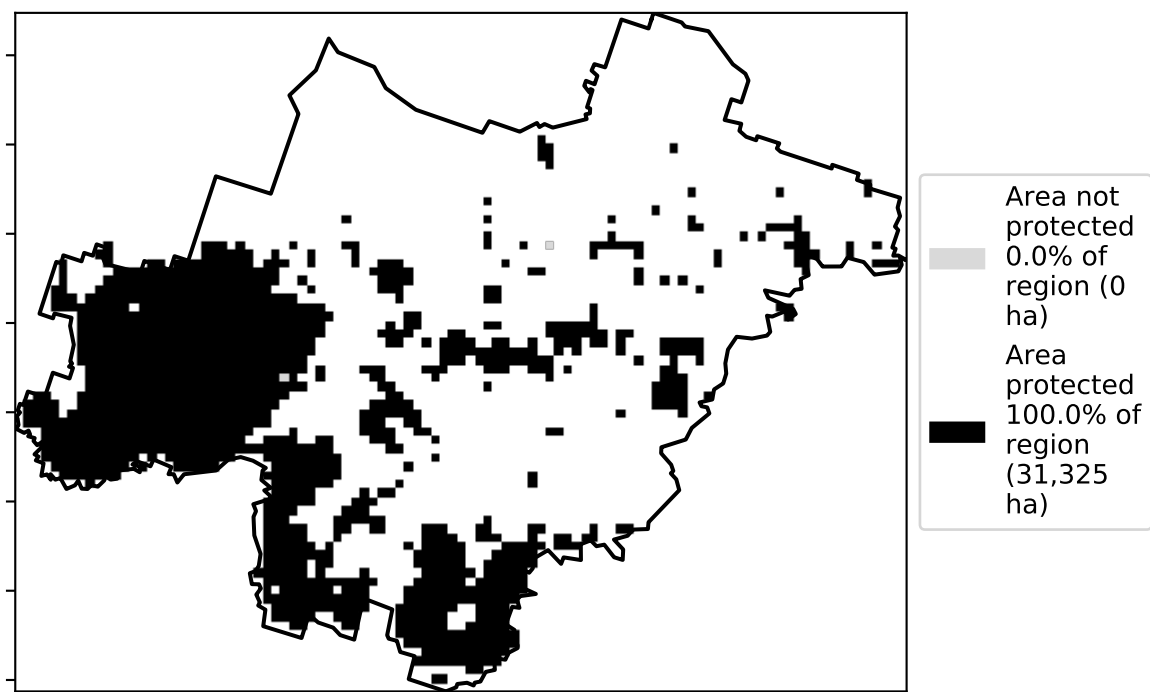 Area not
protected
0.0% of
region (0
ha)
Area
protected
100.0% of
region
(31,325
ha)